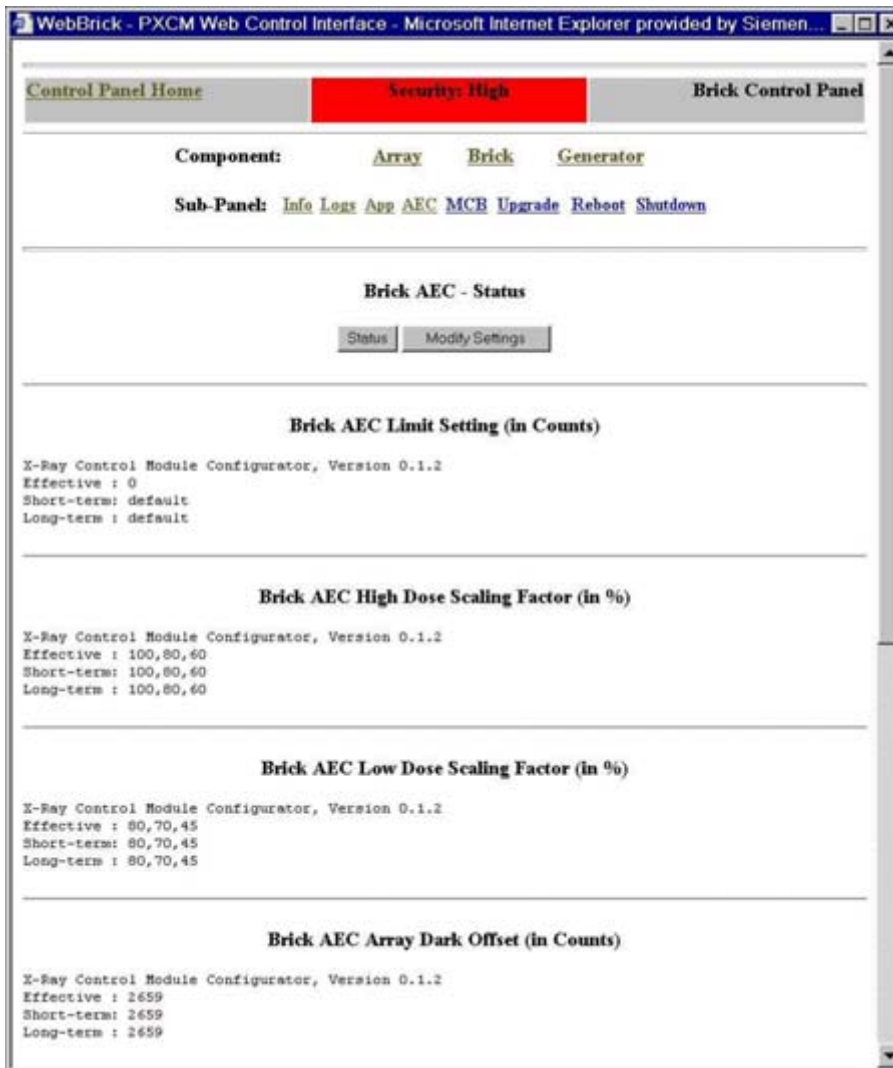 WebBrick - PXCM Web Control Interface - Microsoft Internet Explorer provided by Siemen...
Control Panel Home Security: High Brick Control Panel
Component: Array Brick Generator
Sub-Panel: Info Logs App AEC MCB Upgrade Reboot Shutdown
Brick AEC - Status
Status Modify Settings
Brick AEC Limit Setting (in Counts)
X-Ray Control Module Configurator, Version 0.1.2
Effective : 0
Short-term: default
Long-term : default
Brick AEC High Dose Scaling Factor (in %)
X-Ray Control Module Configurator, Version 0.1.2
Effective : 100,80,60
Short-term: 100,80,60
Long-term : 100,80,60
Brick AEC Low Dose Scaling Factor (in %)
X-Ray Control Module Configurator, Version 0.1.2
Effective : 80,70,45
Short-term: 80,70,45
Long-term : 80,70,45
Brick AEC Array Dark Offset (in Counts)
X-Ray Control Module Configurator, Version 0.1.2
Effective : 2659
Short-term: 2659
Long-term : 2659